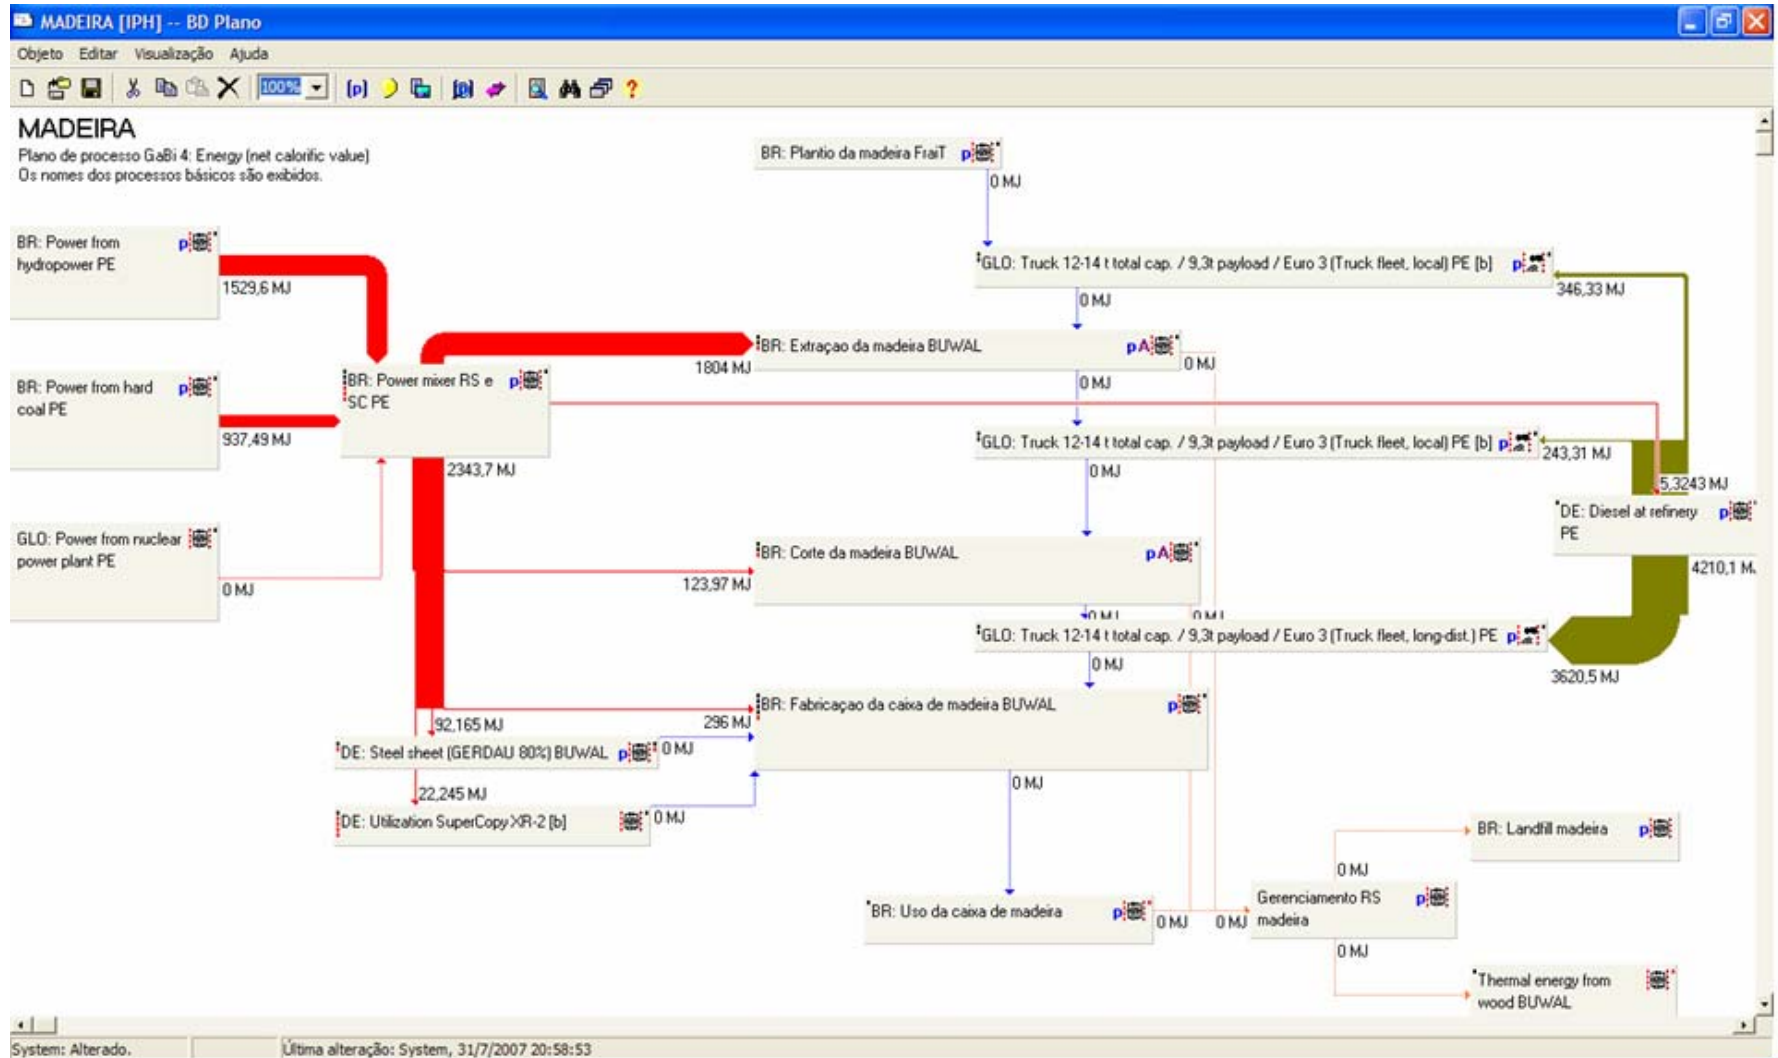 MADEIRA [IPH] -- BD Plano
Objeto Editar Visualização Ajuda
100% (p) [p] ?
MADEIRA
Plano de processo GaBi 4: Energy (net calorific value)
Os nomes dos processos básicos são exibidos.
BR: Plantio da madeira FraiT p
0 MJ
BR: Power from p
hydropower PE
1529,6 MJ
GLO: Truck 12-14 t total cap. / 9,3t payload / Euro 3 (Truck fleet, local) PE [b] p
346,33 MJ
0 MJ
BR: Extraçao da madeira BUWAL pA
1804 MJ
0 MJ
BR: Power mixer RS e p
SC PE
2343,7 MJ
0 MJ
BR: Power from hard p
coal PE
937,49 MJ
GLO: Truck 12-14 t total cap. / 9,3t payload / Euro 3 (Truck fleet, local) PE [b] p
243,31 MJ
0 MJ
5,3243 MJ
DE: Diesel at refinery p
PE
4210,1 M
GLO: Power from nuclear
power plant PE
0 MJ
BR: Corte da madeira BUWAL pA
123,97 MJ
0 MJ 0 MJ
GLO: Truck 12-14 t total cap. / 9,3t payload / Euro 3 (Truck fleet, long-dist.) PE p
0 MJ
3620,5 MJ
BR: Fabricaçao da caixa de madeira BUWAL p
92,165 MJ 296 MJ
DE: Steel sheet (GERDAU 80%) BUWAL p 0 MJ
0 MJ
22,245 MJ
DE: Utilization SuperCopy XR-2 [b] 0 MJ
BR: Landfill madeira p
0 MJ
BR: Uso da caixa de madeira p
0 MJ 0 MJ
Gerenciamento RS p
madeira
0 MJ
Thermal energy from
wood BUWAL
System: Alterado. Última alteração: System, 31/7/2007 20:58:53